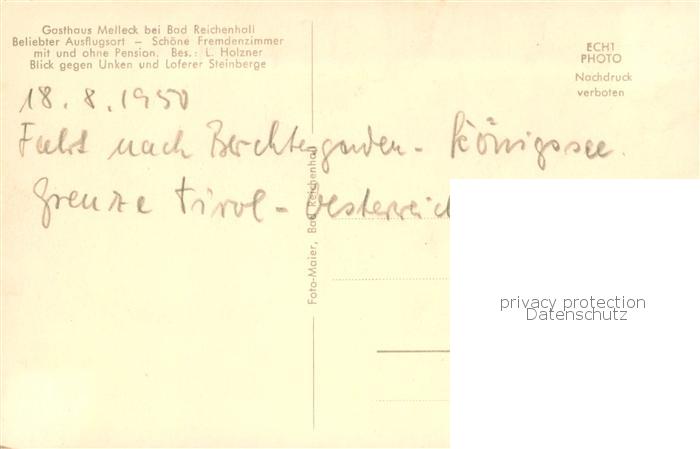 Gasthaus Melleck bei Bad Reichenhall
Beliebter Ausflugsort – Schöne Fremdenzimmer
mit und ohne Pension. Bes.: L. Holzner
Blick gegen Unken und Loferer Steinberge
ECHT
PHOTO
Nachdruck
verboten
18.8.1950
Fahrt nach Berchtesgaden - Königssee.
Grenze Tirol - Oesterreich
Foto-Maier, Bad Reichenhall
privacy protection
Datenschutz